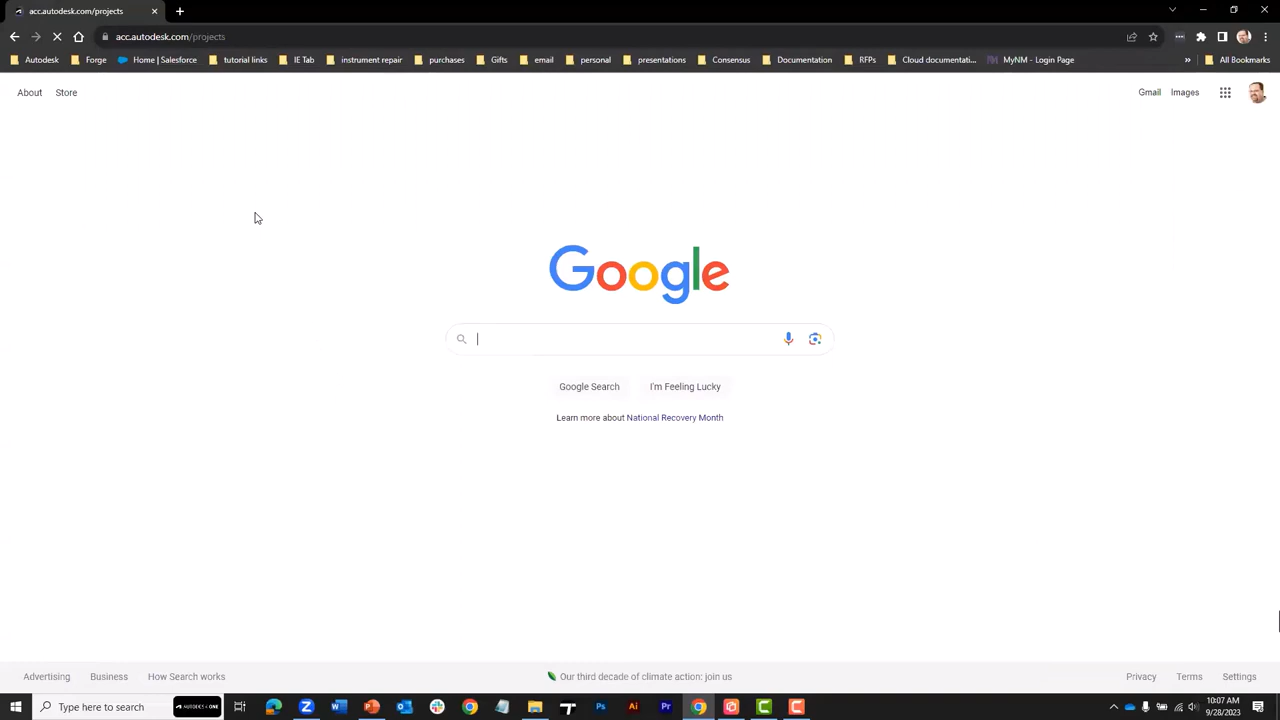 acc.autodesk.com/projects
acc.autodesk.com/projects
Autodesk Forge Home | Salesforce tutorial links IE Tab instrument repair purchases Gifts email personal presentations Consensus RFPs Cloud documentati... MyNM - Login Page » All Bookmarks
About Store Gmail Images
Google
Google Search I'm Feeling Lucky
Learn more about National Recovery Month
Advertising Business How Search works Our third decade of climate action: join us Privacy Terms Settings
Type here to search AUTODESK ONE
10:07 AM
9/28/2023